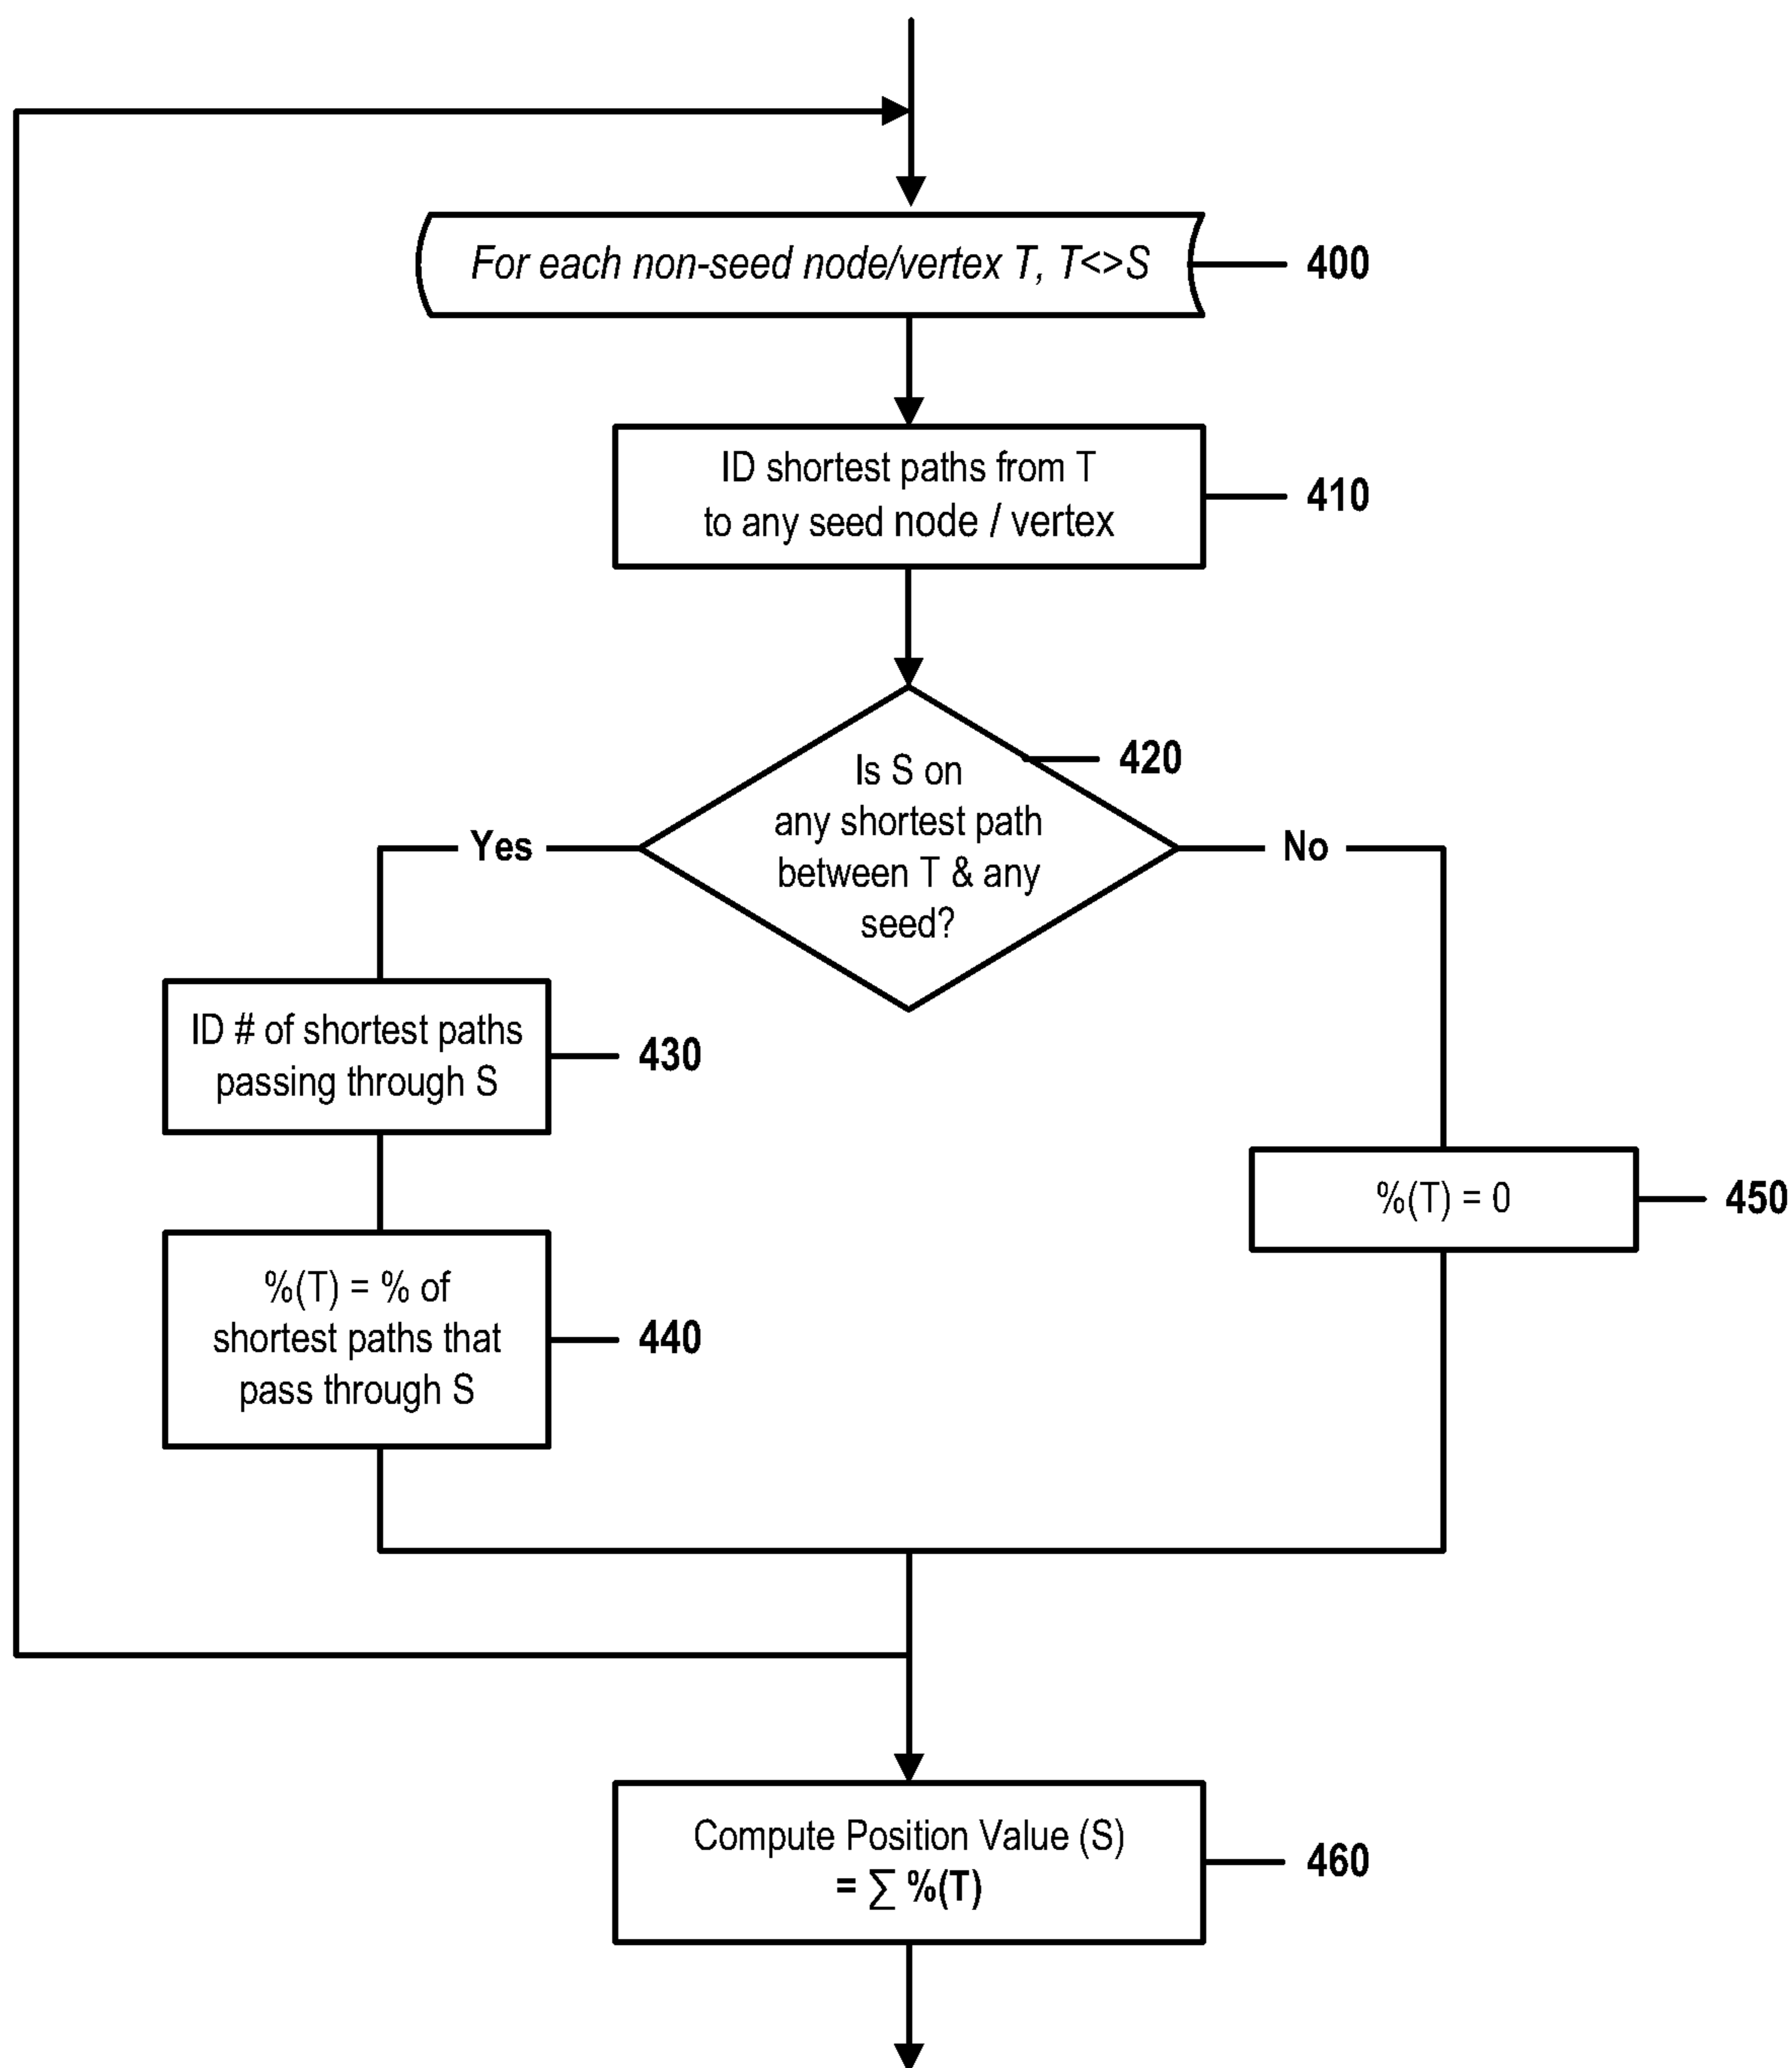 For each non-seed node/vertex T, T<>S
400
ID shortest paths from T
to any seed node / vertex
410
Is S on
any shortest path
between T & any
seed?
420
Yes
No
ID # of shortest paths
passing through S
430
%(T) = 0
450
%(T) = % of
shortest paths that
pass through S
440
Compute Position Value (S)
= ∑ %(T)
460